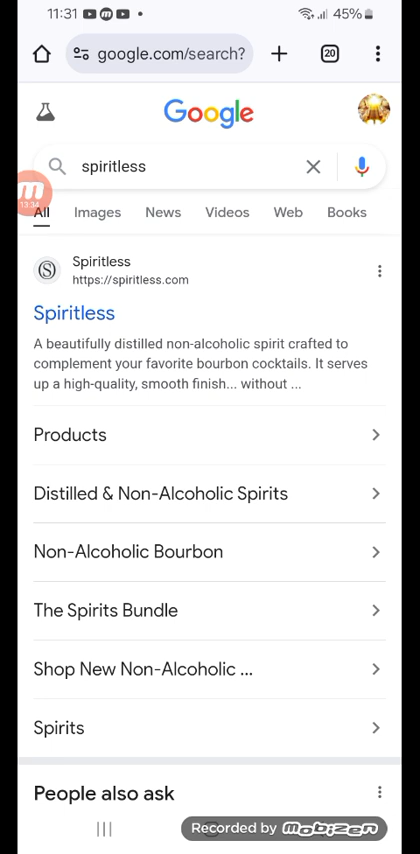 11:31 45%
google.com/search? 20
Google
spiritless
13:34
All Images News Videos Web Books
Spiritless
https://spiritless.com
Spiritless
A beautifully distilled non-alcoholic spirit crafted to
complement your favorite bourbon cocktails. It serves
up a high-quality, smooth finish... without ...
Products
Distilled & Non-Alcoholic Spirits
Non-Alcoholic Bourbon
The Spirits Bundle
Shop New Non-Alcoholic ...
Spirits
People also ask
Recorded by mobizen